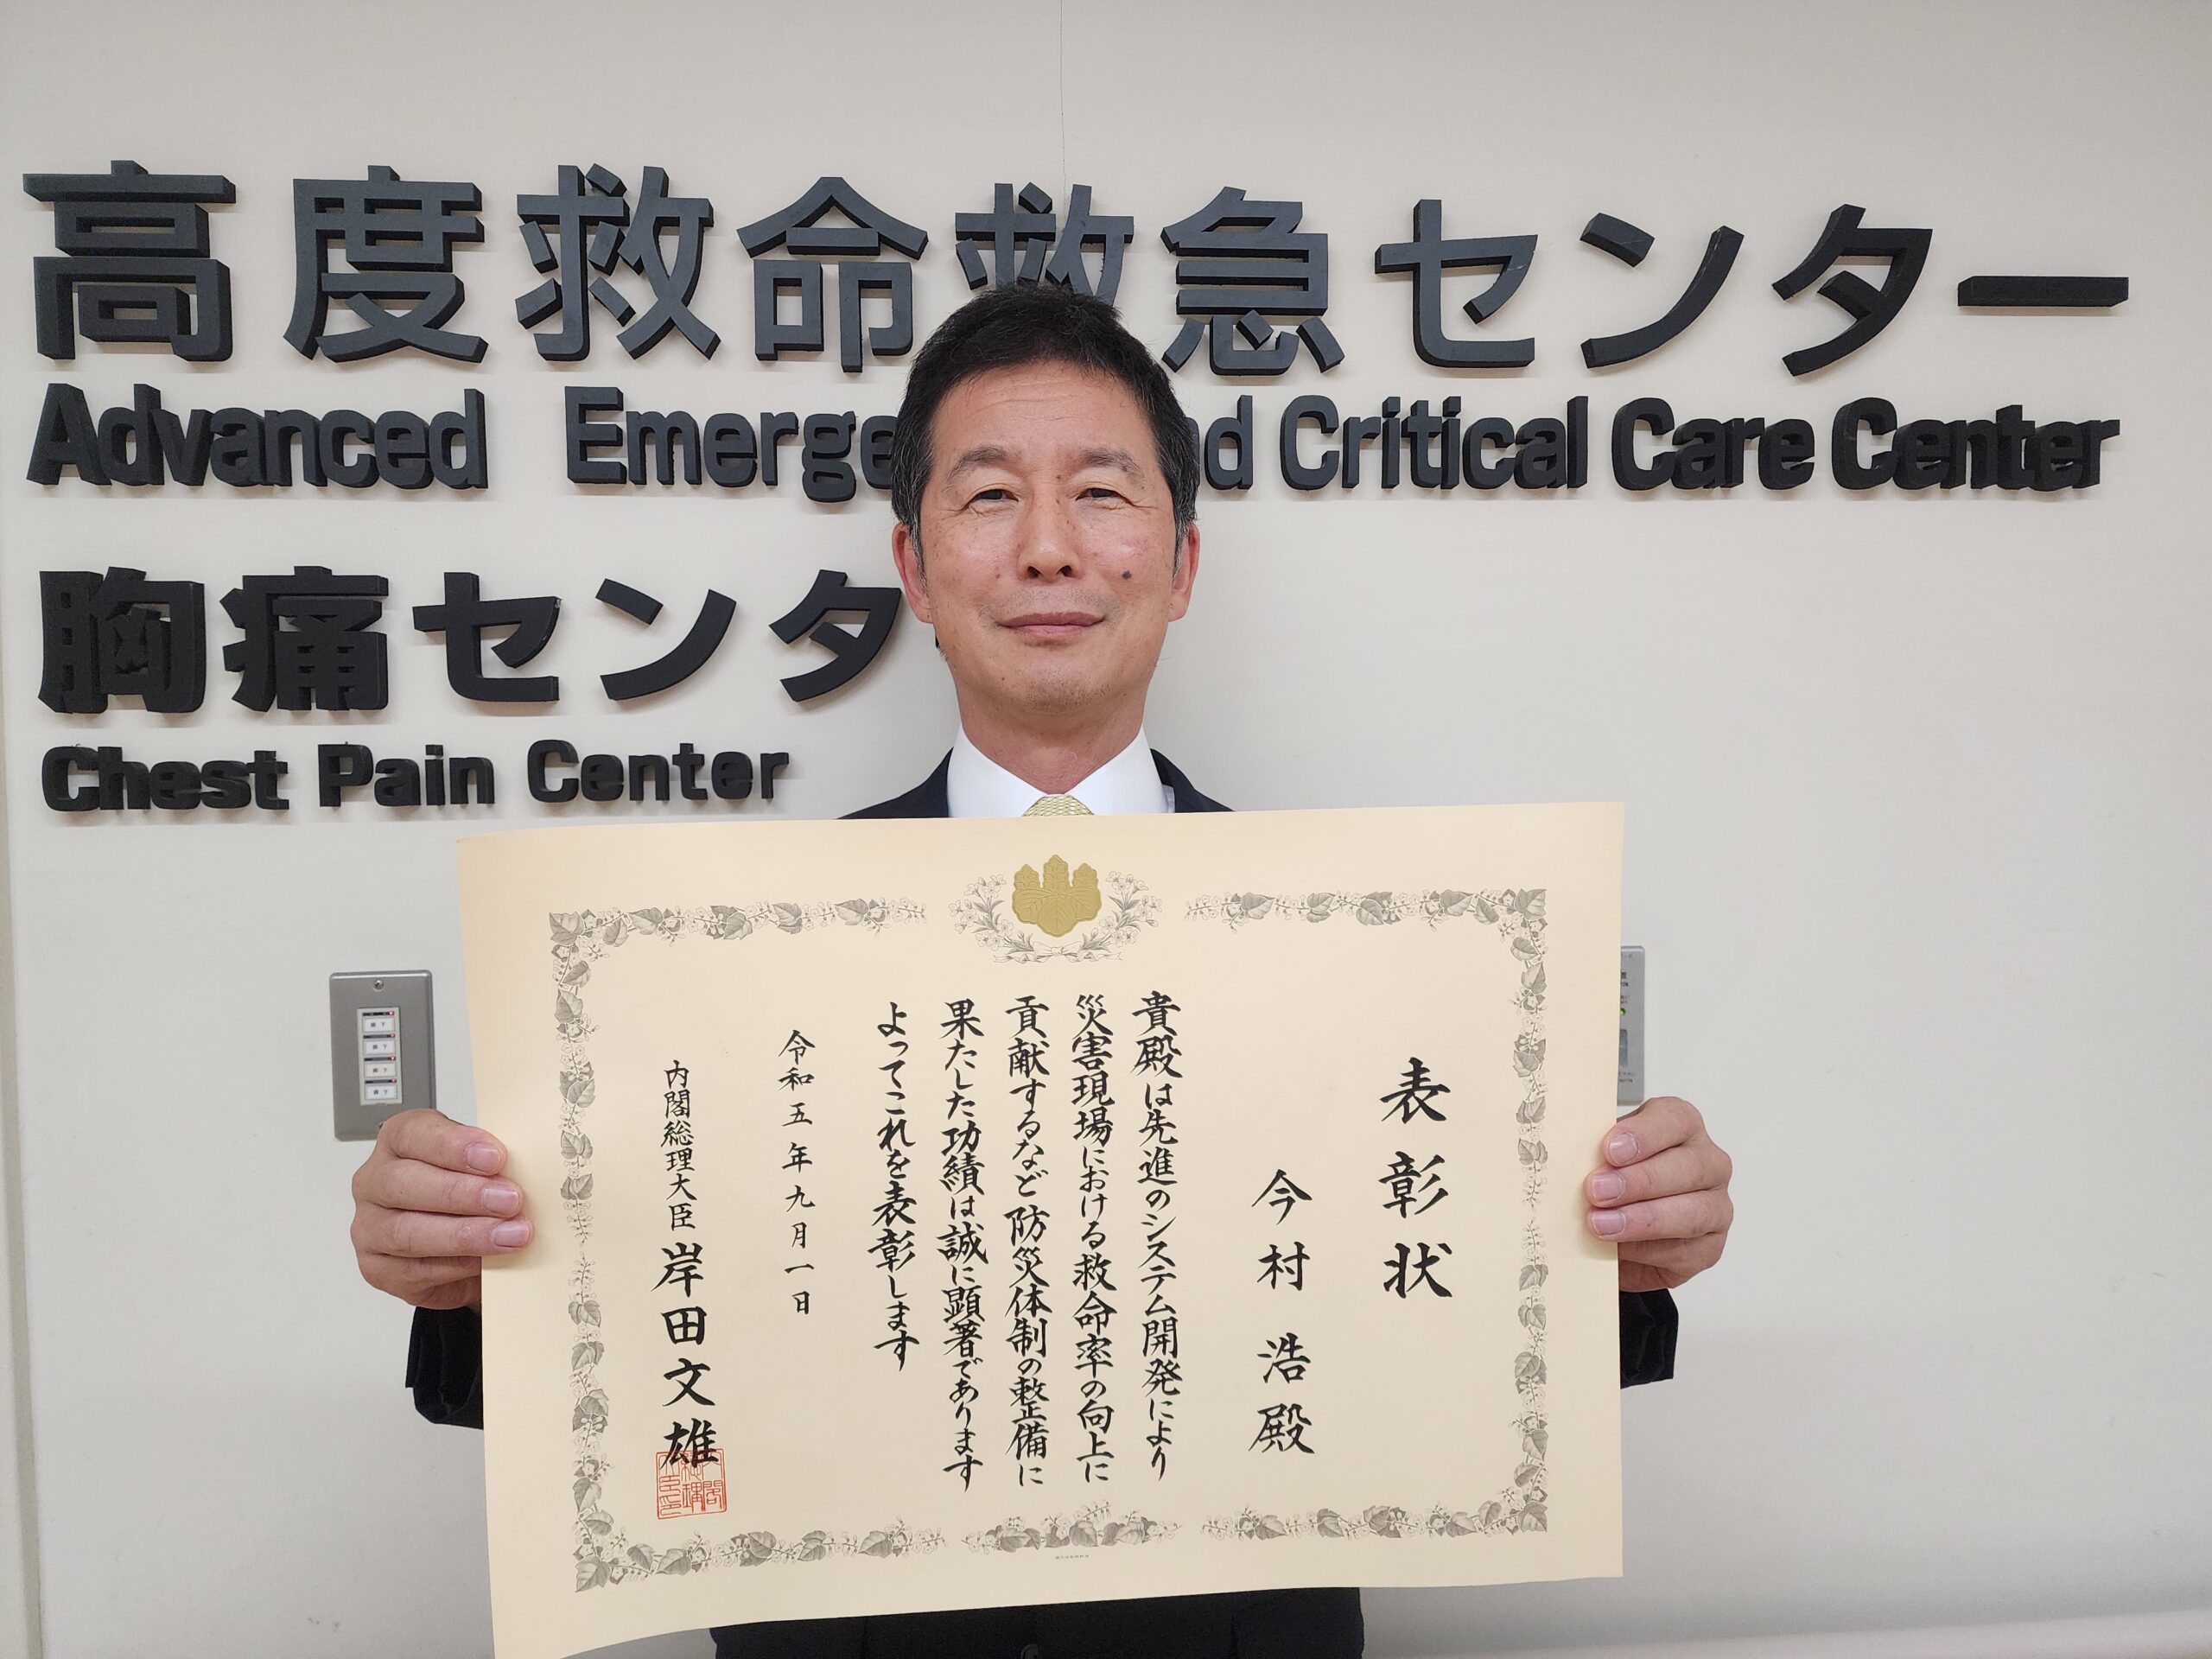 高度救命救急センター
Advanced Emerge nd Critical Care Center
胸痛センタ
Chest Pain Center
表彰状
今村 浩 殿
貴殿は先進のシステム開発により
災害現場における救命率の向上に
貢献するなど防災体制の整備に
果たした功績は誠に顕著であります
よってこれを表彰します
令和五年九月一日
内閣総理大臣 岸田文雄